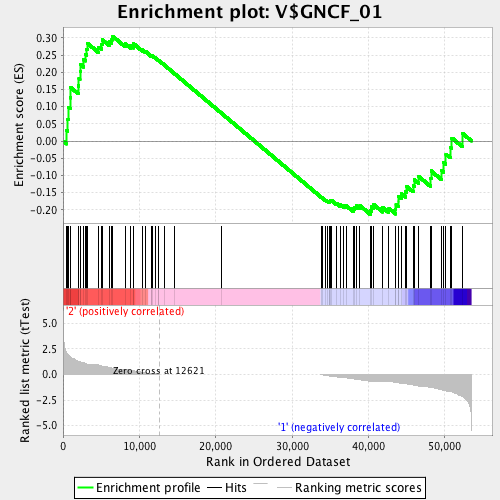 Enrichment plot: V$GNCF_01
Enrichment score (ES)
0.30
0.25
0.20
0.15
0.10
0.05
0.00
-0.05
-0.10
-0.15
-0.20
Ranked list metric (tTest)
'2' (positively correlated)
5.0
2.5
0.0
-2.5
-5.0
Zero cross at 12621
'1' (negatively correlated)
0
10,000
20,000
30,000
40,000
50,000
Rank in Ordered Dataset
Enrichment profile
Hits
Ranking metric scores